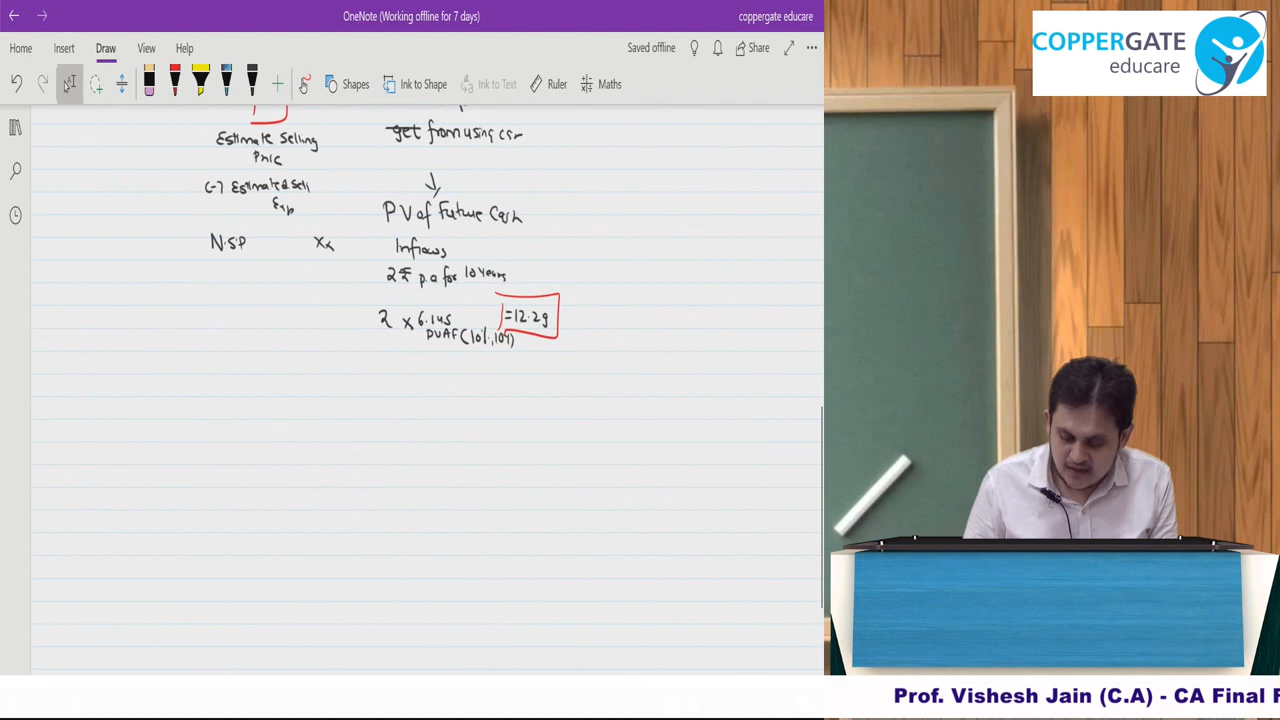 OneNote (Working offline for 7 days)
coppergate educare
Home Insert Draw View Help
Saved offline Share
Shapes Ink to Shape Ink to Text Ruler Maths
COPPERGATE
educare
Estimate Selling
Price
(-) Estimated Sell
Exp
N.S.P xx
get from using car
PV of Future Cash
Inflows
2 ₹ p.a for 10 years
2 x 6.145 =12.29
PVAF (10%,10Y)
Prof. Vishesh Jain (C.A) - CA Final F